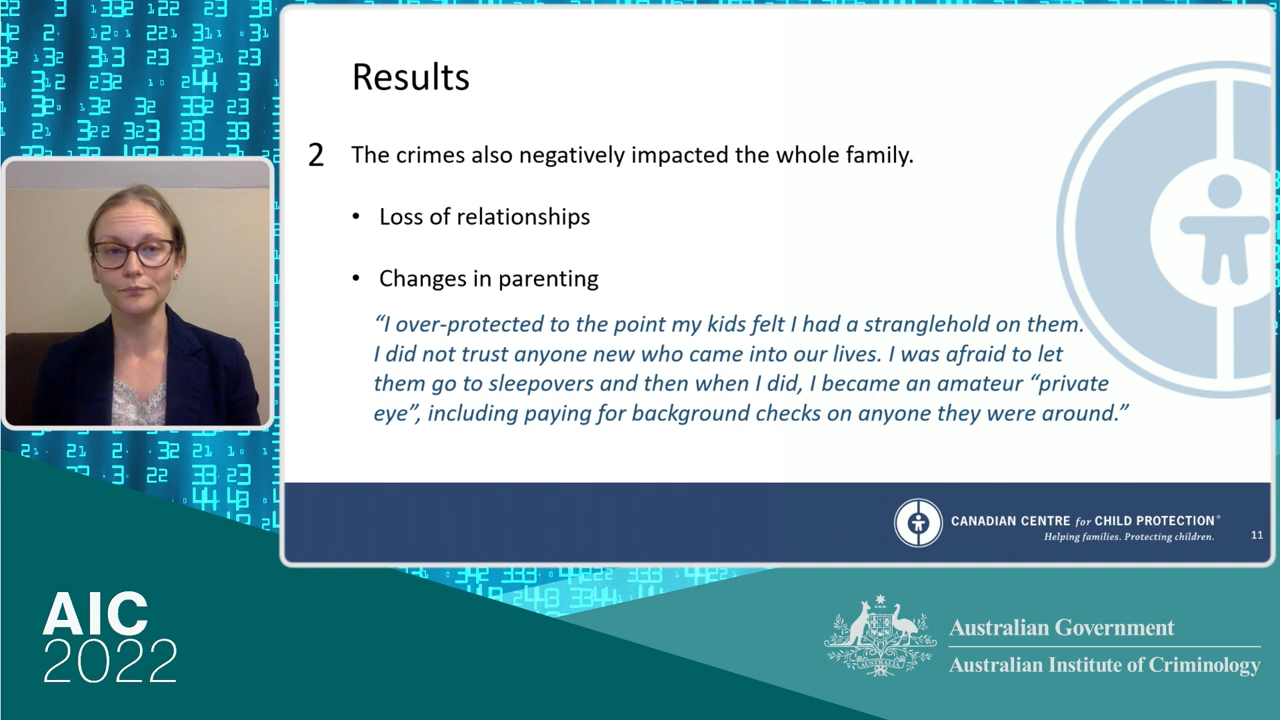 Results
2 The crimes also negatively impacted the whole family.
• Loss of relationships
• Changes in parenting
“I over-protected to the point my kids felt I had a stranglehold on them.
I did not trust anyone new who came into our lives. I was afraid to let
them go to sleepovers and then when I did, I became an amateur “private
eye”, including paying for background checks on anyone they were around.”
CANADIAN CENTRE for CHILD PROTECTION®
Helping families. Protecting children.
11
AIC
2022
AUSTRALIA
Australian Government
Australian Institute of Criminology